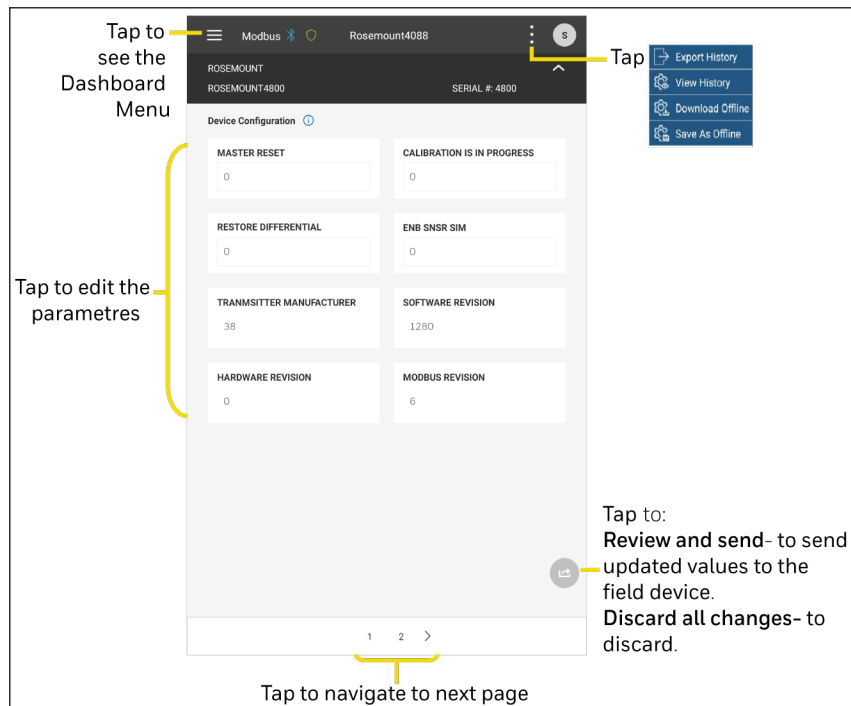 Tap to
see the
Dashboard
Menu
Modbus
Rosemount4088
S
Tap
Export History
View History
Download Offline
Save As Offline
ROSEMOUNT
ROSEMOUNT4800
SERIAL #: 4800
Device Configuration
MASTER RESET
0
CALIBRATION IS IN PROGRESS
0
RESTORE DIFFERENTIAL
0
ENB SNSR SIM
0
Tap to edit the
parametres
TRANMSITTER MANUFACTURER
38
SOFTWARE REVISION
1280
HARDWARE REVISION
0
MODBUS REVISION
6
Tap to:
Review and send- to send
updated values to the
field device.
Discard all changes- to
discard.
1 2
Tap to navigate to next page